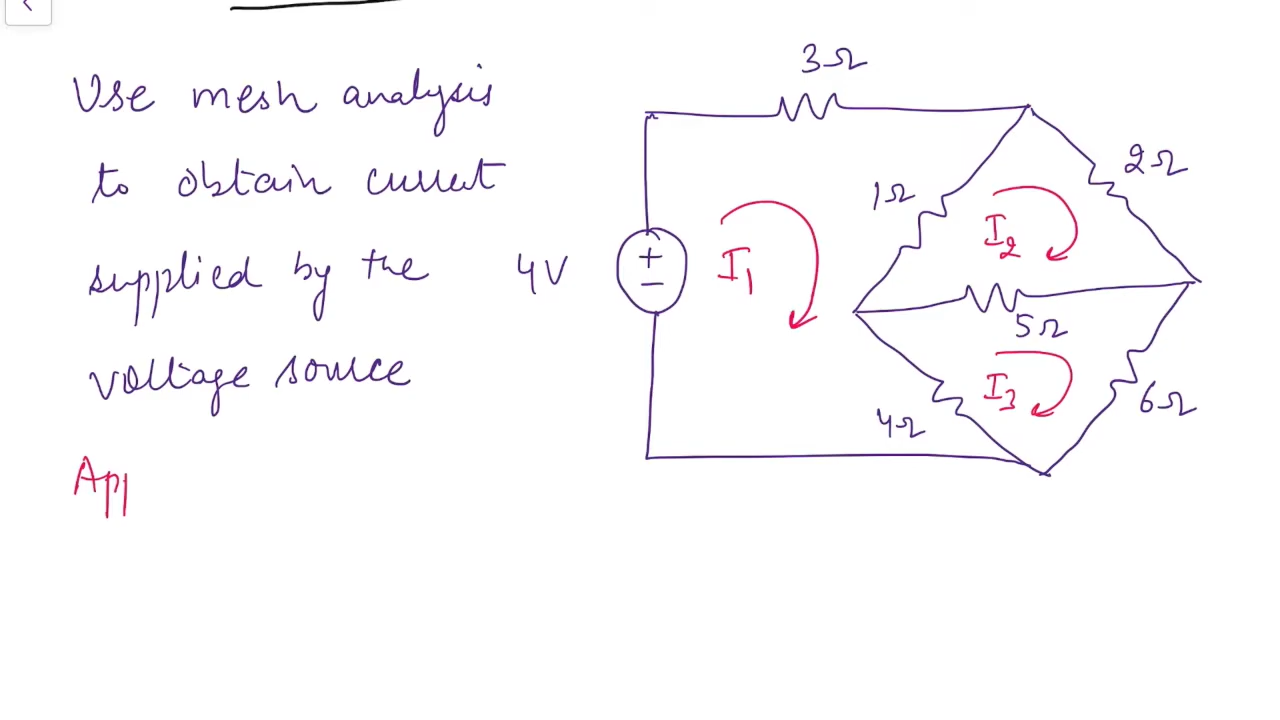 Use mesh analysis
to obtain current
supplied by the
voltage source
App
3Ω
1Ω
2Ω
I2
4V
+
−
I1
5Ω
I3
4Ω
6Ω